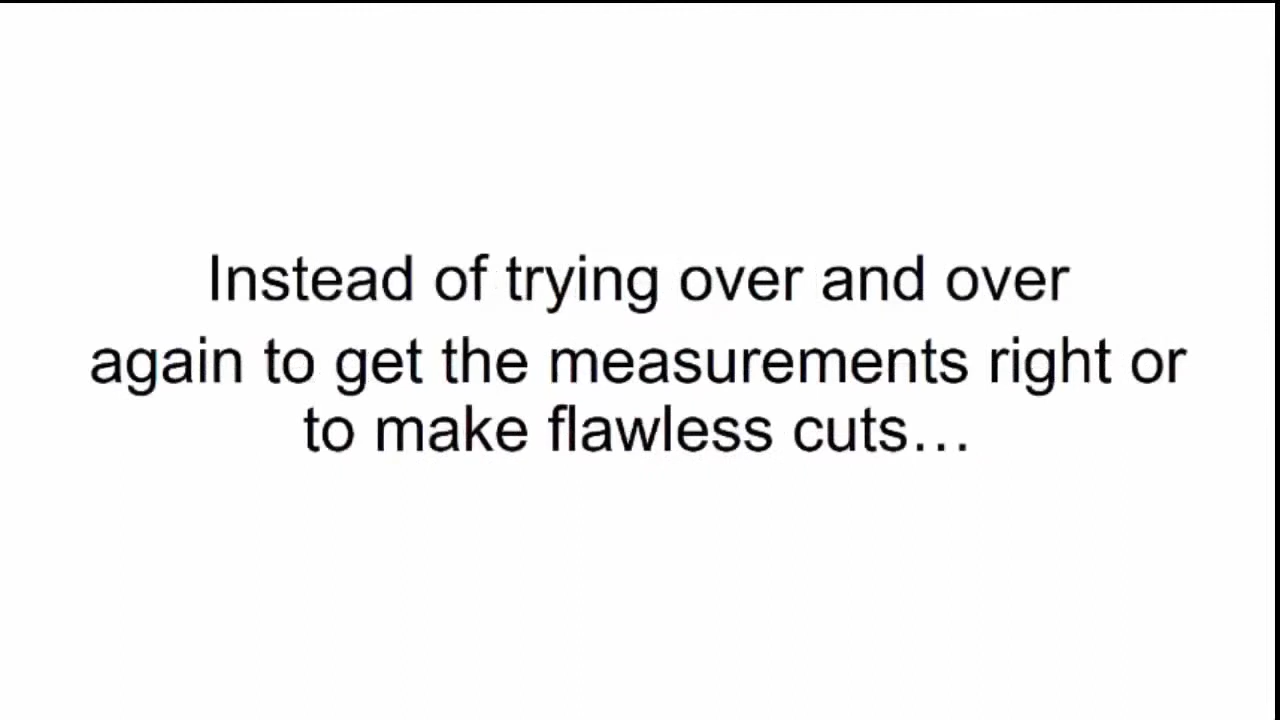 Instead of trying over and over
again to get the measurements right or
to make flawless cuts…